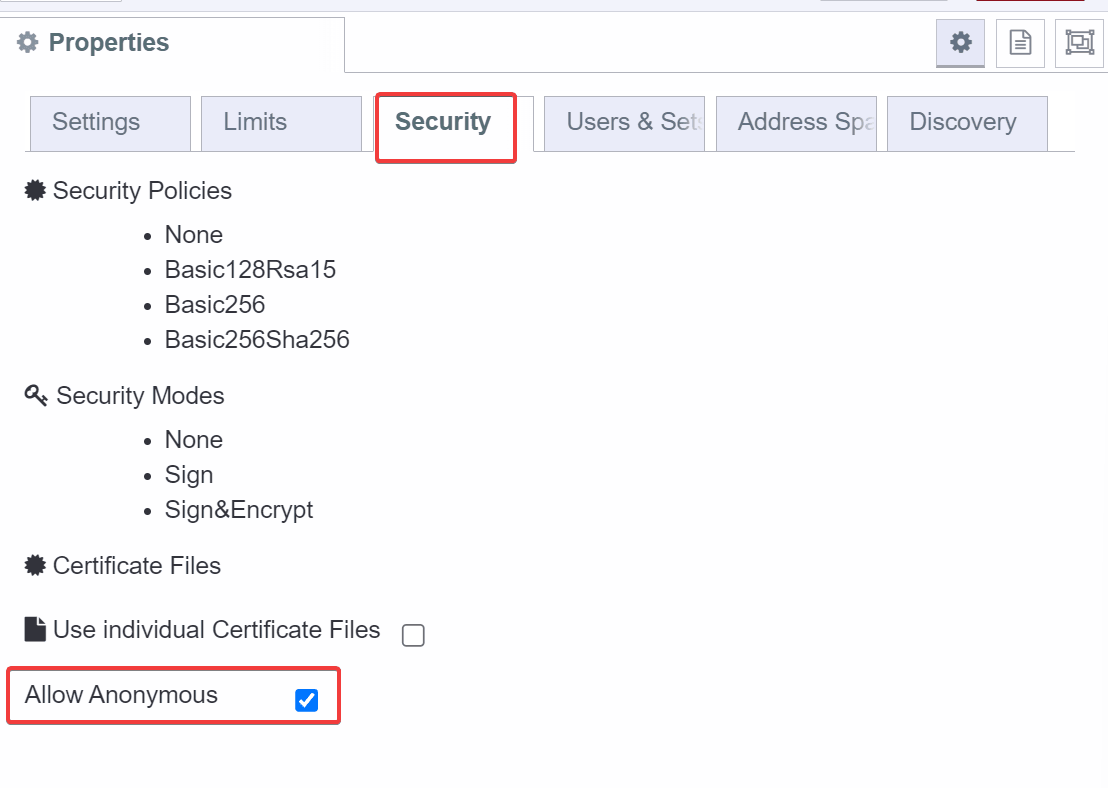 Properties
Settings
Limits
Security
Users & Sets
Address Spa
Discovery
Security Policies
None
Basic128Rsa15
Basic256
Basic256Sha256
Security Modes
None
Sign
Sign&Encrypt
Certificate Files
Use individual Certificate Files
Allow Anonymous